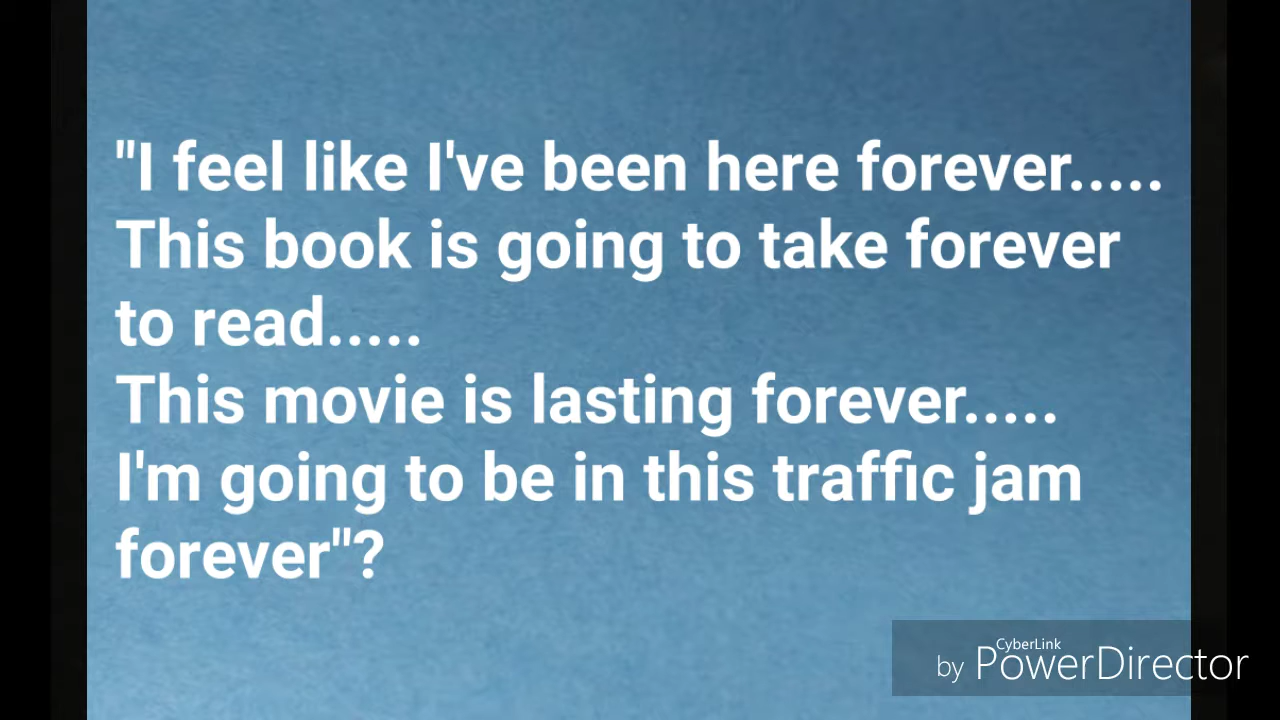 "I feel like I've been here forever.....
This book is going to take forever
to read.....
This movie is lasting forever.....
I'm going to be in this traffic jam
forever"?
CyberLink
by PowerDirector